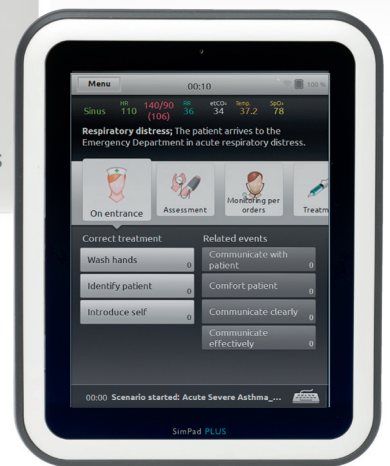 Menu 00:10 100 %
HR RR etCO₂ Temp. SpO₂
Sinus 110 140/90 36 34 37.2 78
(106)
Respiratory distress; The patient arrives to the
Emergency Department in acute respiratory distress.
On entrance
Assessment
Monitoring per
orders
Treatm
Correct treatment
Related events
Wash hands 0
Communicate with
patient 0
Identify patient 0
Comfort patient 0
Introduce self 0
Communicate clearly 0
Communicate
effectively 0
00:00 Scenario started: Acute Severe Asthma_...
SimPad PLUS
s